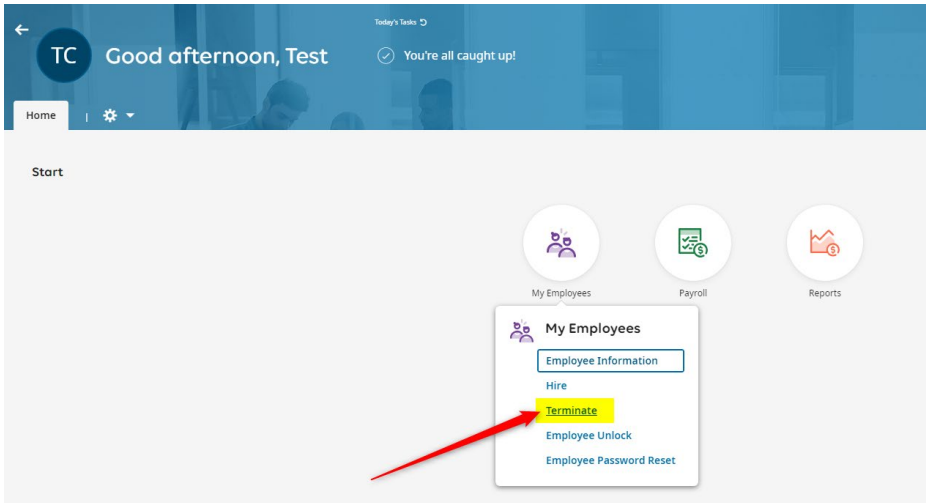 Today's Tasks
TC
Good afternoon, Test
You're all caught up!
Home
Start
My Employees
Payroll
Reports
My Employees
Employee Information
Hire
Terminate
Employee Unlock
Employee Password Reset